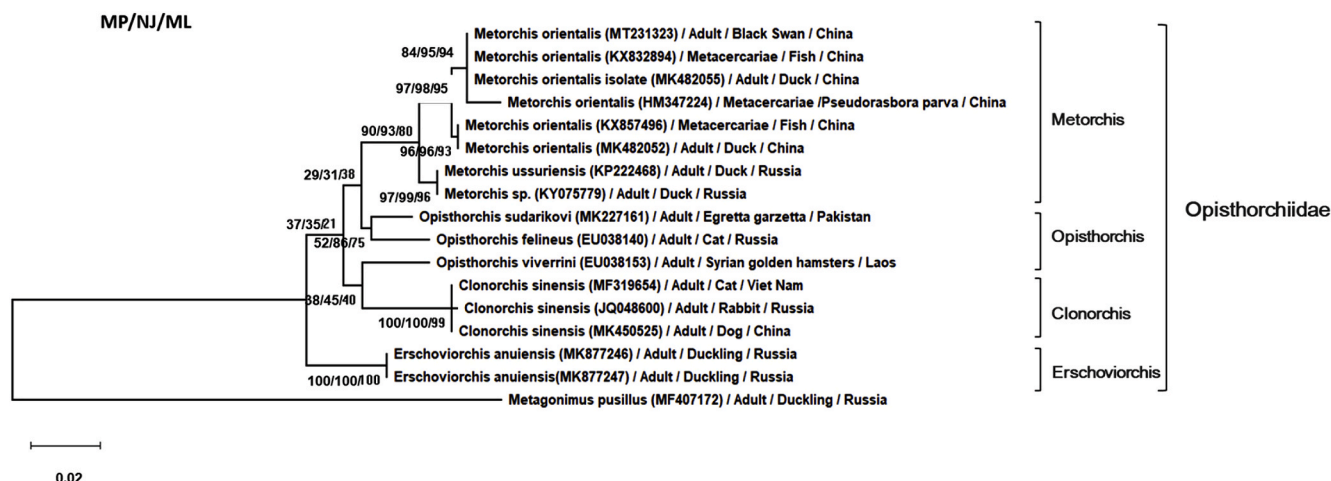 MP/NJ/ML
Metorchis orientalis (MT231323) / Adult / Black Swan / China
84/95/94
Metorchis orientalis (KX832894) / Metacercariae / Fish / China
Metorchis orientalis isolate (MK482055) / Adult / Duck / China
97/98/95
Metorchis orientalis (HM347224) / Metacercariae /Pseudorasbora parva / China
Metorchis
Metorchis orientalis (KX857496) / Metacercariae / Fish / China
90/93/80
Metorchis orientalis (MK482052) / Adult / Duck / China
96/96/93
Metorchis ussuriensis (KP222468) / Adult / Duck / Russia
29/31/38
Metorchis sp. (KY075779) / Adult / Duck / Russia
97/99/96
Opisthorchiidae
Opisthorchis sudarikovi (MK227161) / Adult / Egretta garzetta / Pakistan
37/35/21
Opisthorchis
52/86/75
Opisthorchis felineus (EU038140) / Adult / Cat / Russia
Opisthorchis viverrini (EU038153) / Adult / Syrian golden hamsters / Laos
Clonorchis sinensis (MF319654) / Adult / Cat / Viet Nam
38/45/40
Clonorchis sinensis (JQ048600) / Adult / Rabbit / Russia
Clonorchis
100/100/99
Clonorchis sinensis (MK450525) / Adult / Dog / China
Erschoviorchis anuiensis (MK877246) / Adult / Duckling / Russia
Erschoviorchis
100/100/100
Erschoviorchis anuiensis(MK877247) / Adult / Duckling / Russia
Metagonimus pusillus (MF407172) / Adult / Duckling / Russia
0.02